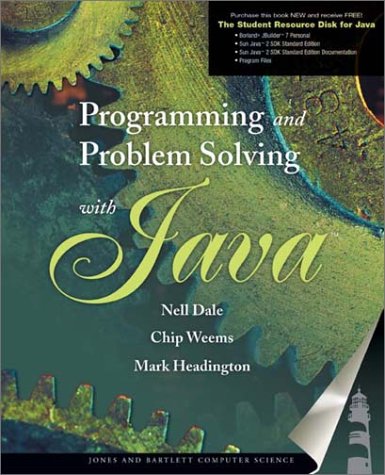 Purchase this book NEW and receive FREE!
The Student Resource Disk for Java
• Borland® JBuilder™ 7 Personal
• Sun Java™ 2 SDK Standard Edition
• Sun Java™ 2 SDK Standard Edition Documentation
• Program Files
Programming and
Problem Solving
with Java™
Nell Dale
Chip Weems
Mark Headington
JONES AND BARTLETT COMPUTER SCIENCE